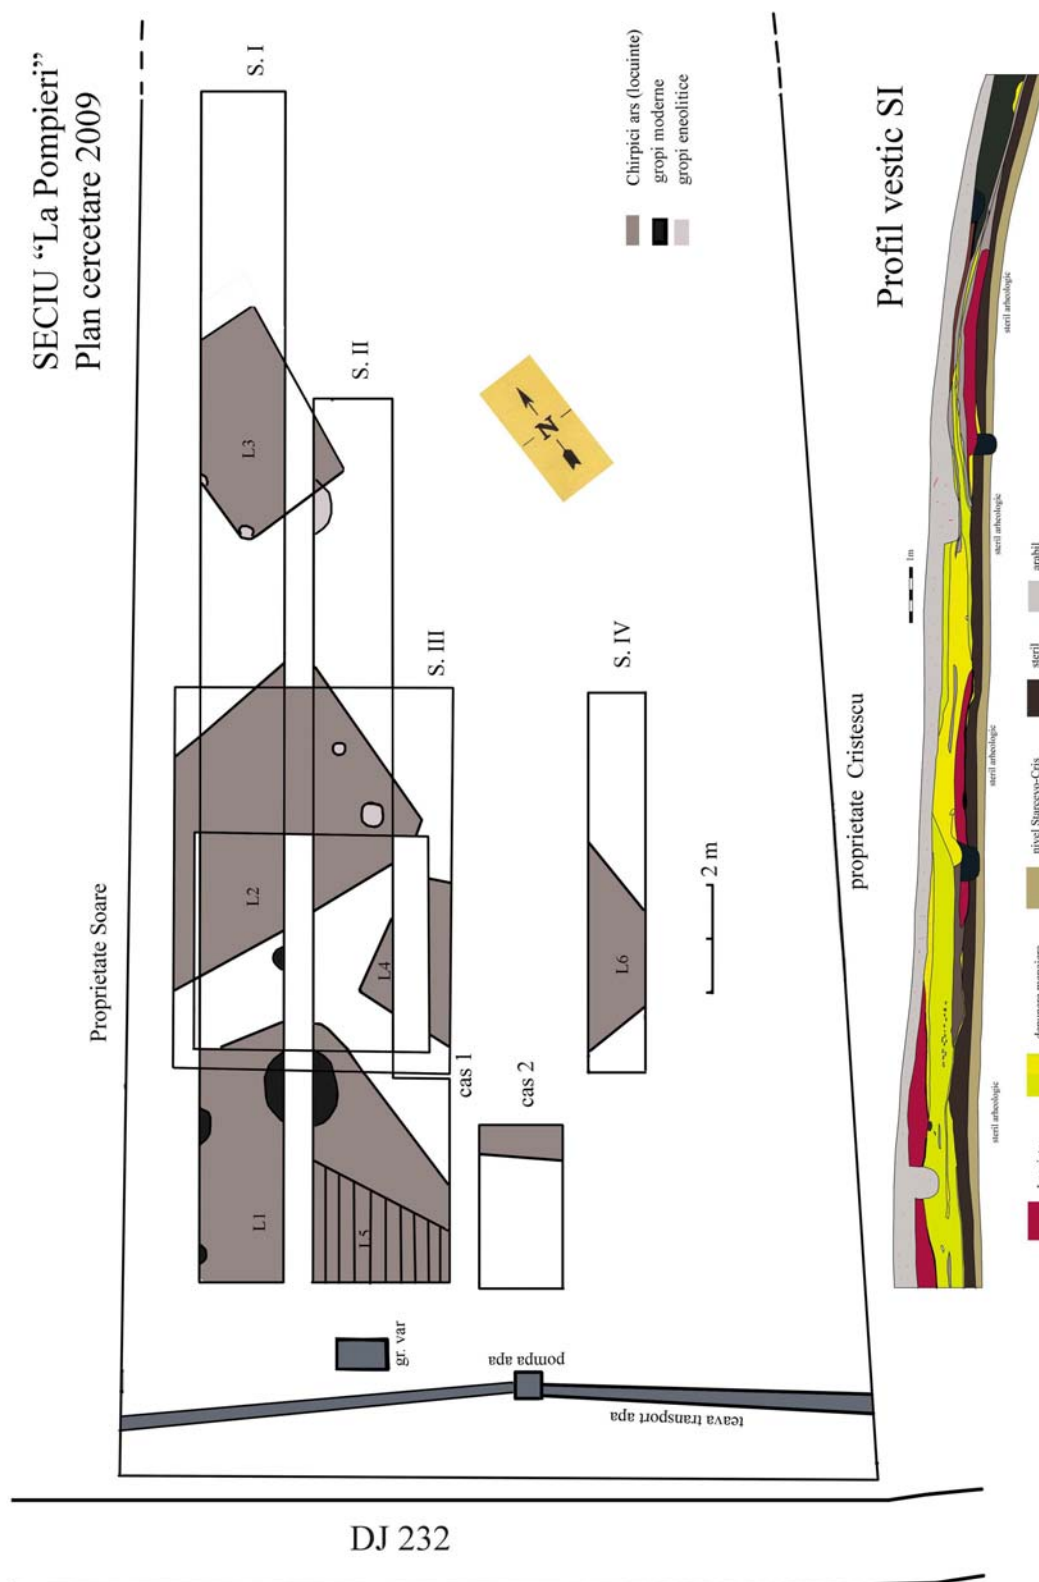 SECIU “La Pompieri”
Plan cercetare 2009
S. I
S. II
S. III
S. IV
L3
L2
L4
L1
L5
L6
cas 1
cas 2
Proprietate Soare
proprietate Cristescu
Chirpici ars (locuinte)
gropi moderne
gropi eneolitice
N
2 m
gr. var
pompa apa
teava transport apa
DJ 232
Profil vestic SI
1m
steril arheologic
steril arheologic
steril arheologic
steril arheologic
arabil
steril
nivel Starcevo-Cris